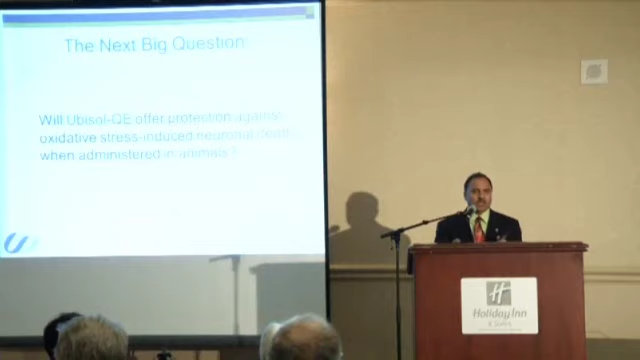 The Next Big Question
Will Ubisol-QE offer protection against
oxidative stress-induced neuronal death
when administered in animals?
H
Holiday Inn
& Suites